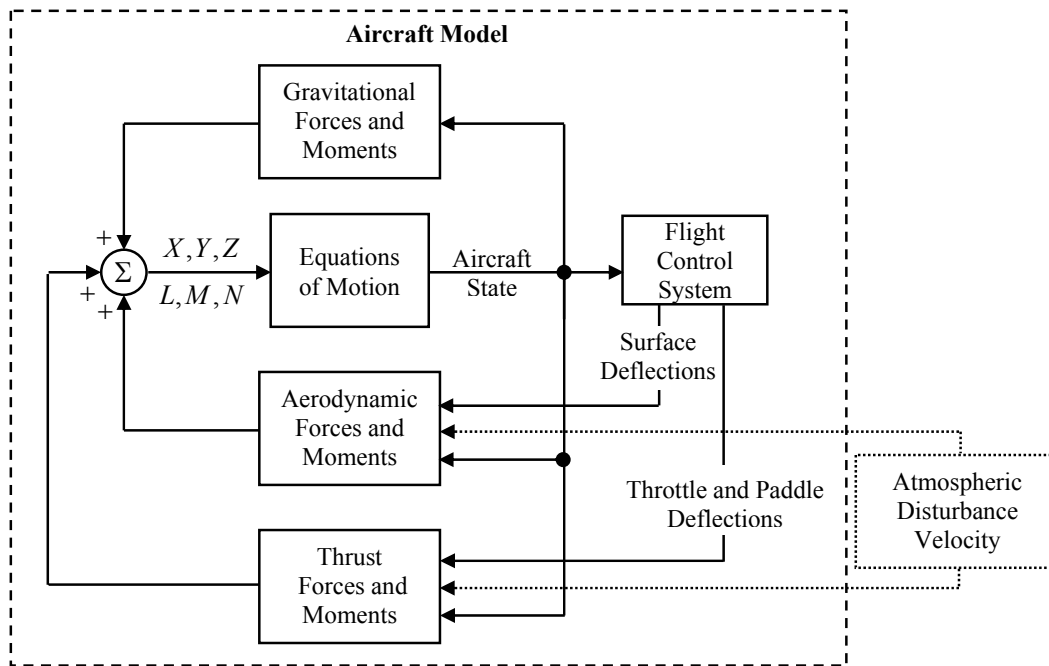 Aircraft Model
Gravitational
Forces and
Moments
+
Σ
+
+
X,Y,Z
L,M,N
Equations
of Motion
Aircraft
State
Flight
Control
System
Surface
Deflections
Aerodynamic
Forces and
Moments
Throttle and Paddle
Deflections
Atmospheric
Disturbance
Velocity
Thrust
Forces and
Moments